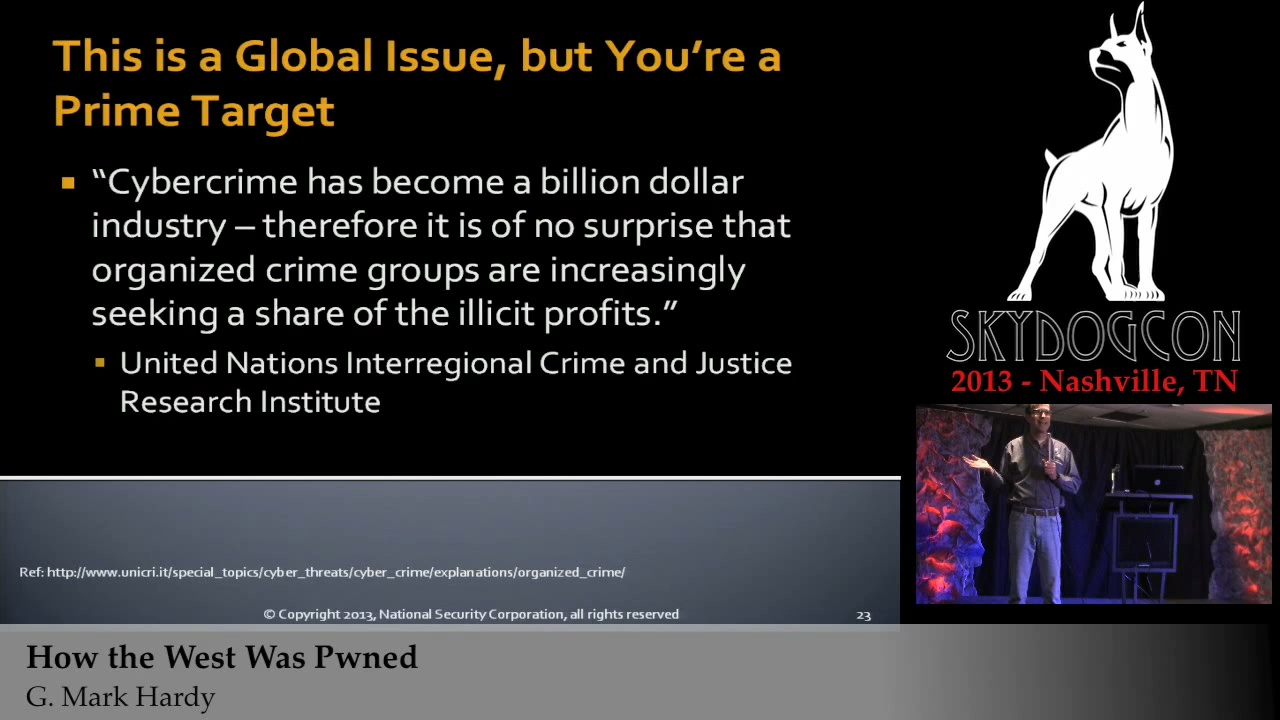 This is a Global Issue, but You're a
Prime Target
“Cybercrime has become a billion dollar
industry – therefore it is of no surprise that
organized crime groups are increasingly
seeking a share of the illicit profits.”
United Nations Interregional Crime and Justice
Research Institute
Ref: http://www.unicri.it/special_topics/cyber_threats/cyber_crime/explanations/organized_crime/
© Copyright 2013, National Security Corporation, all rights reserved
23
SKYDOGCON
2013 - Nashville, TN
How the West Was Pwned
G. Mark Hardy